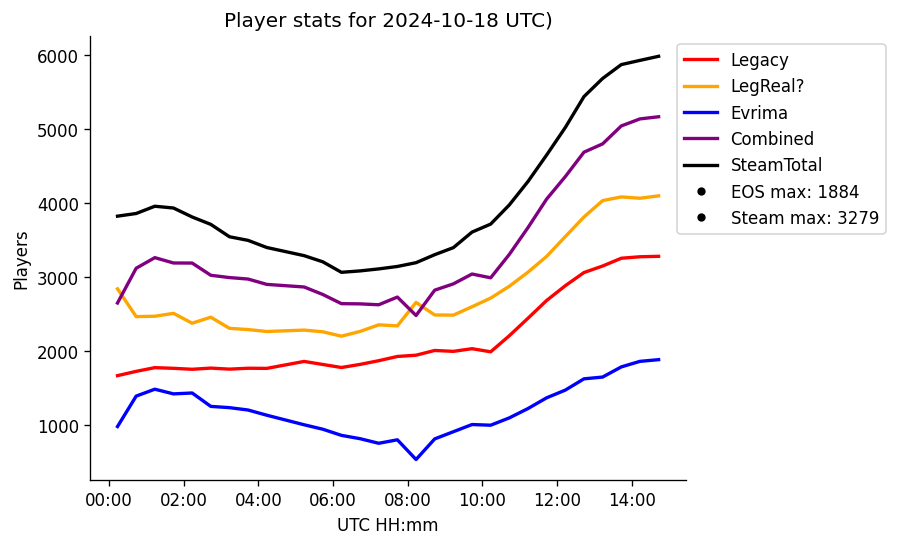 Player stats for 2024-10-18 UTC)
6000
5000
4000
3000
2000
1000
Players
00:00 02:00 04:00 06:00 08:00 10:00 12:00 14:00
UTC HH:mm
Legacy
LegReal?
Evrima
Combined
SteamTotal
EOS max: 1884
Steam max: 3279